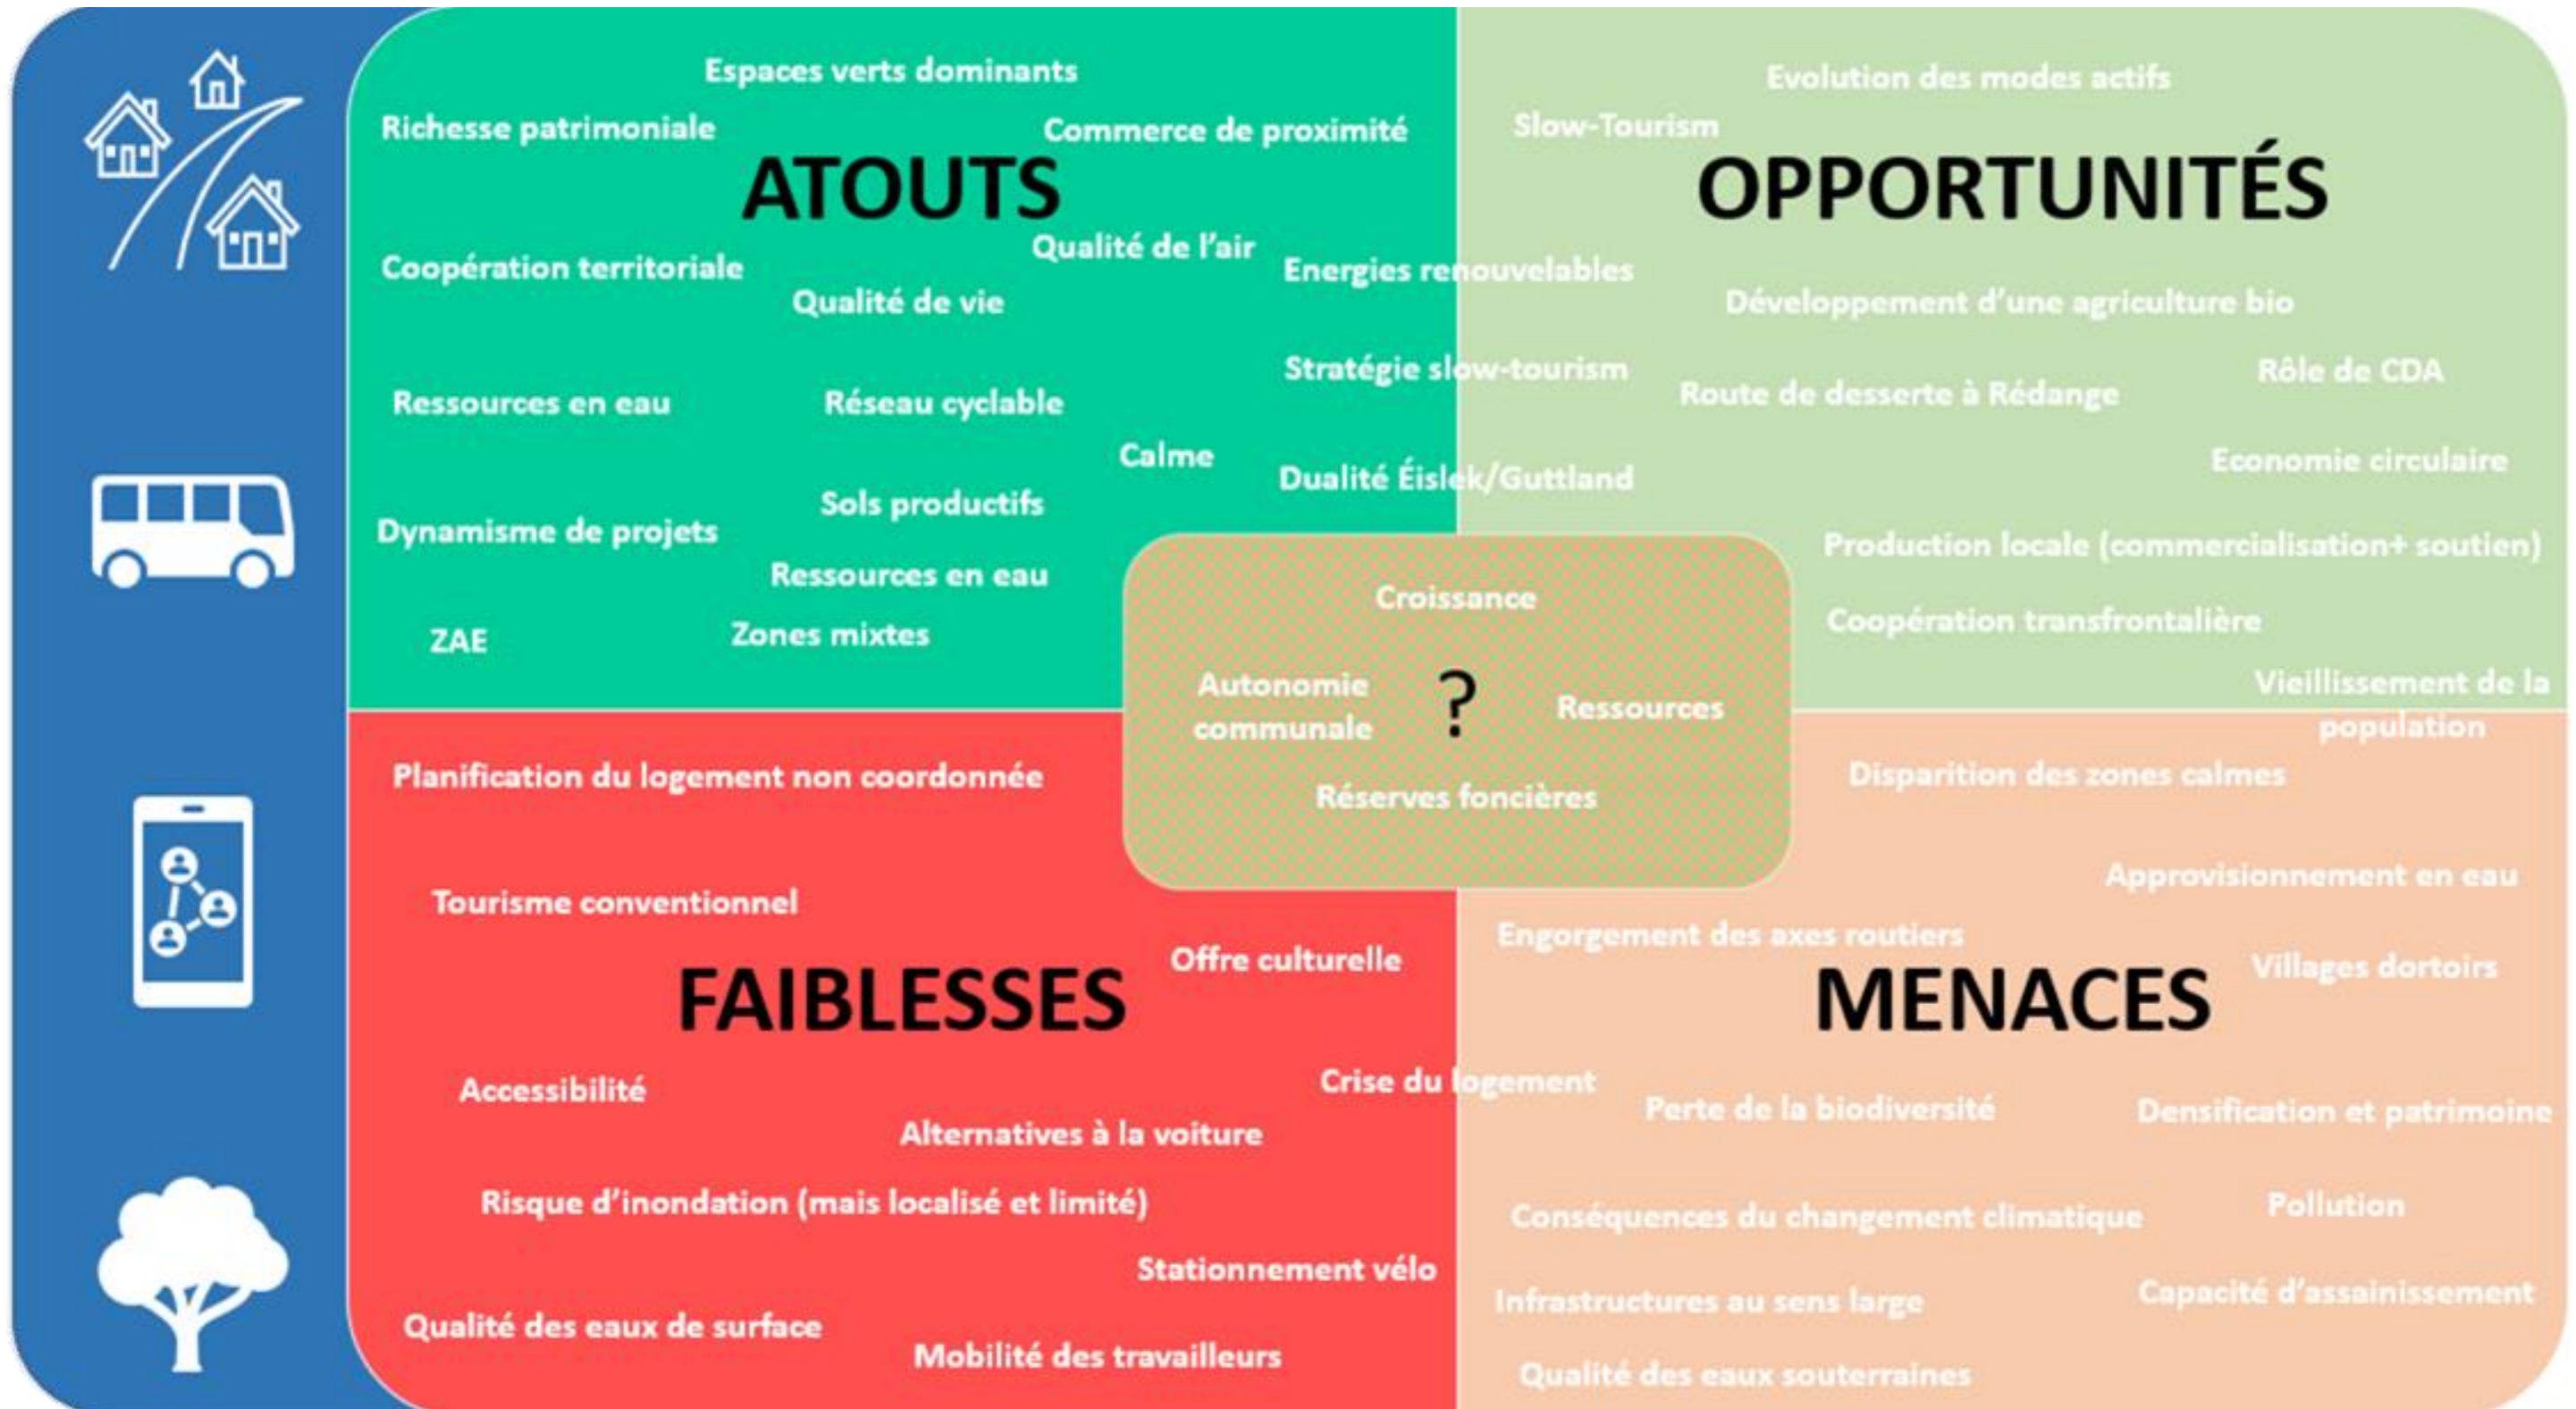 Espaces verts dominants
Richesse patrimoniale
Commerce de proximité
ATOUTS
Qualité de l'air
Coopération territoriale
Qualité de vie
Energies renouvelables
Stratégie slow-tourism
Ressources en eau
Réseau cyclable
Calme
Dualité Éislek/Guttland
Sols productifs
Dynamisme de projets
Ressources en eau
ZAE
Zones mixtes
Evolution des modes actifs
Slow-Tourism
OPPORTUNITÉS
Développement d'une agriculture bio
Rôle de CDA
Route de desserte à Rédange
Economie circulaire
Production locale (commercialisation+ soutien)
Coopération transfrontalière
Vieillissement de la
population
Croissance
Autonomie
communale
?
Ressources
Réserves foncières
Planification du logement non coordonnée
Tourisme conventionnel
Offre culturelle
FAIBLESSES
Accessibilité
Crise du logement
Alternatives à la voiture
Risque d'inondation (mais localisé et limité)
Stationnement vélo
Qualité des eaux de surface
Mobilité des travailleurs
Disparition des zones calmes
Approvisionnement en eau
Engorgement des axes routiers
Villages dortoirs
MENACES
Perte de la biodiversité
Densification et patrimoine
Conséquences du changement climatique
Pollution
Infrastructures au sens large
Capacité d'assainissement
Qualité des eaux souterraines